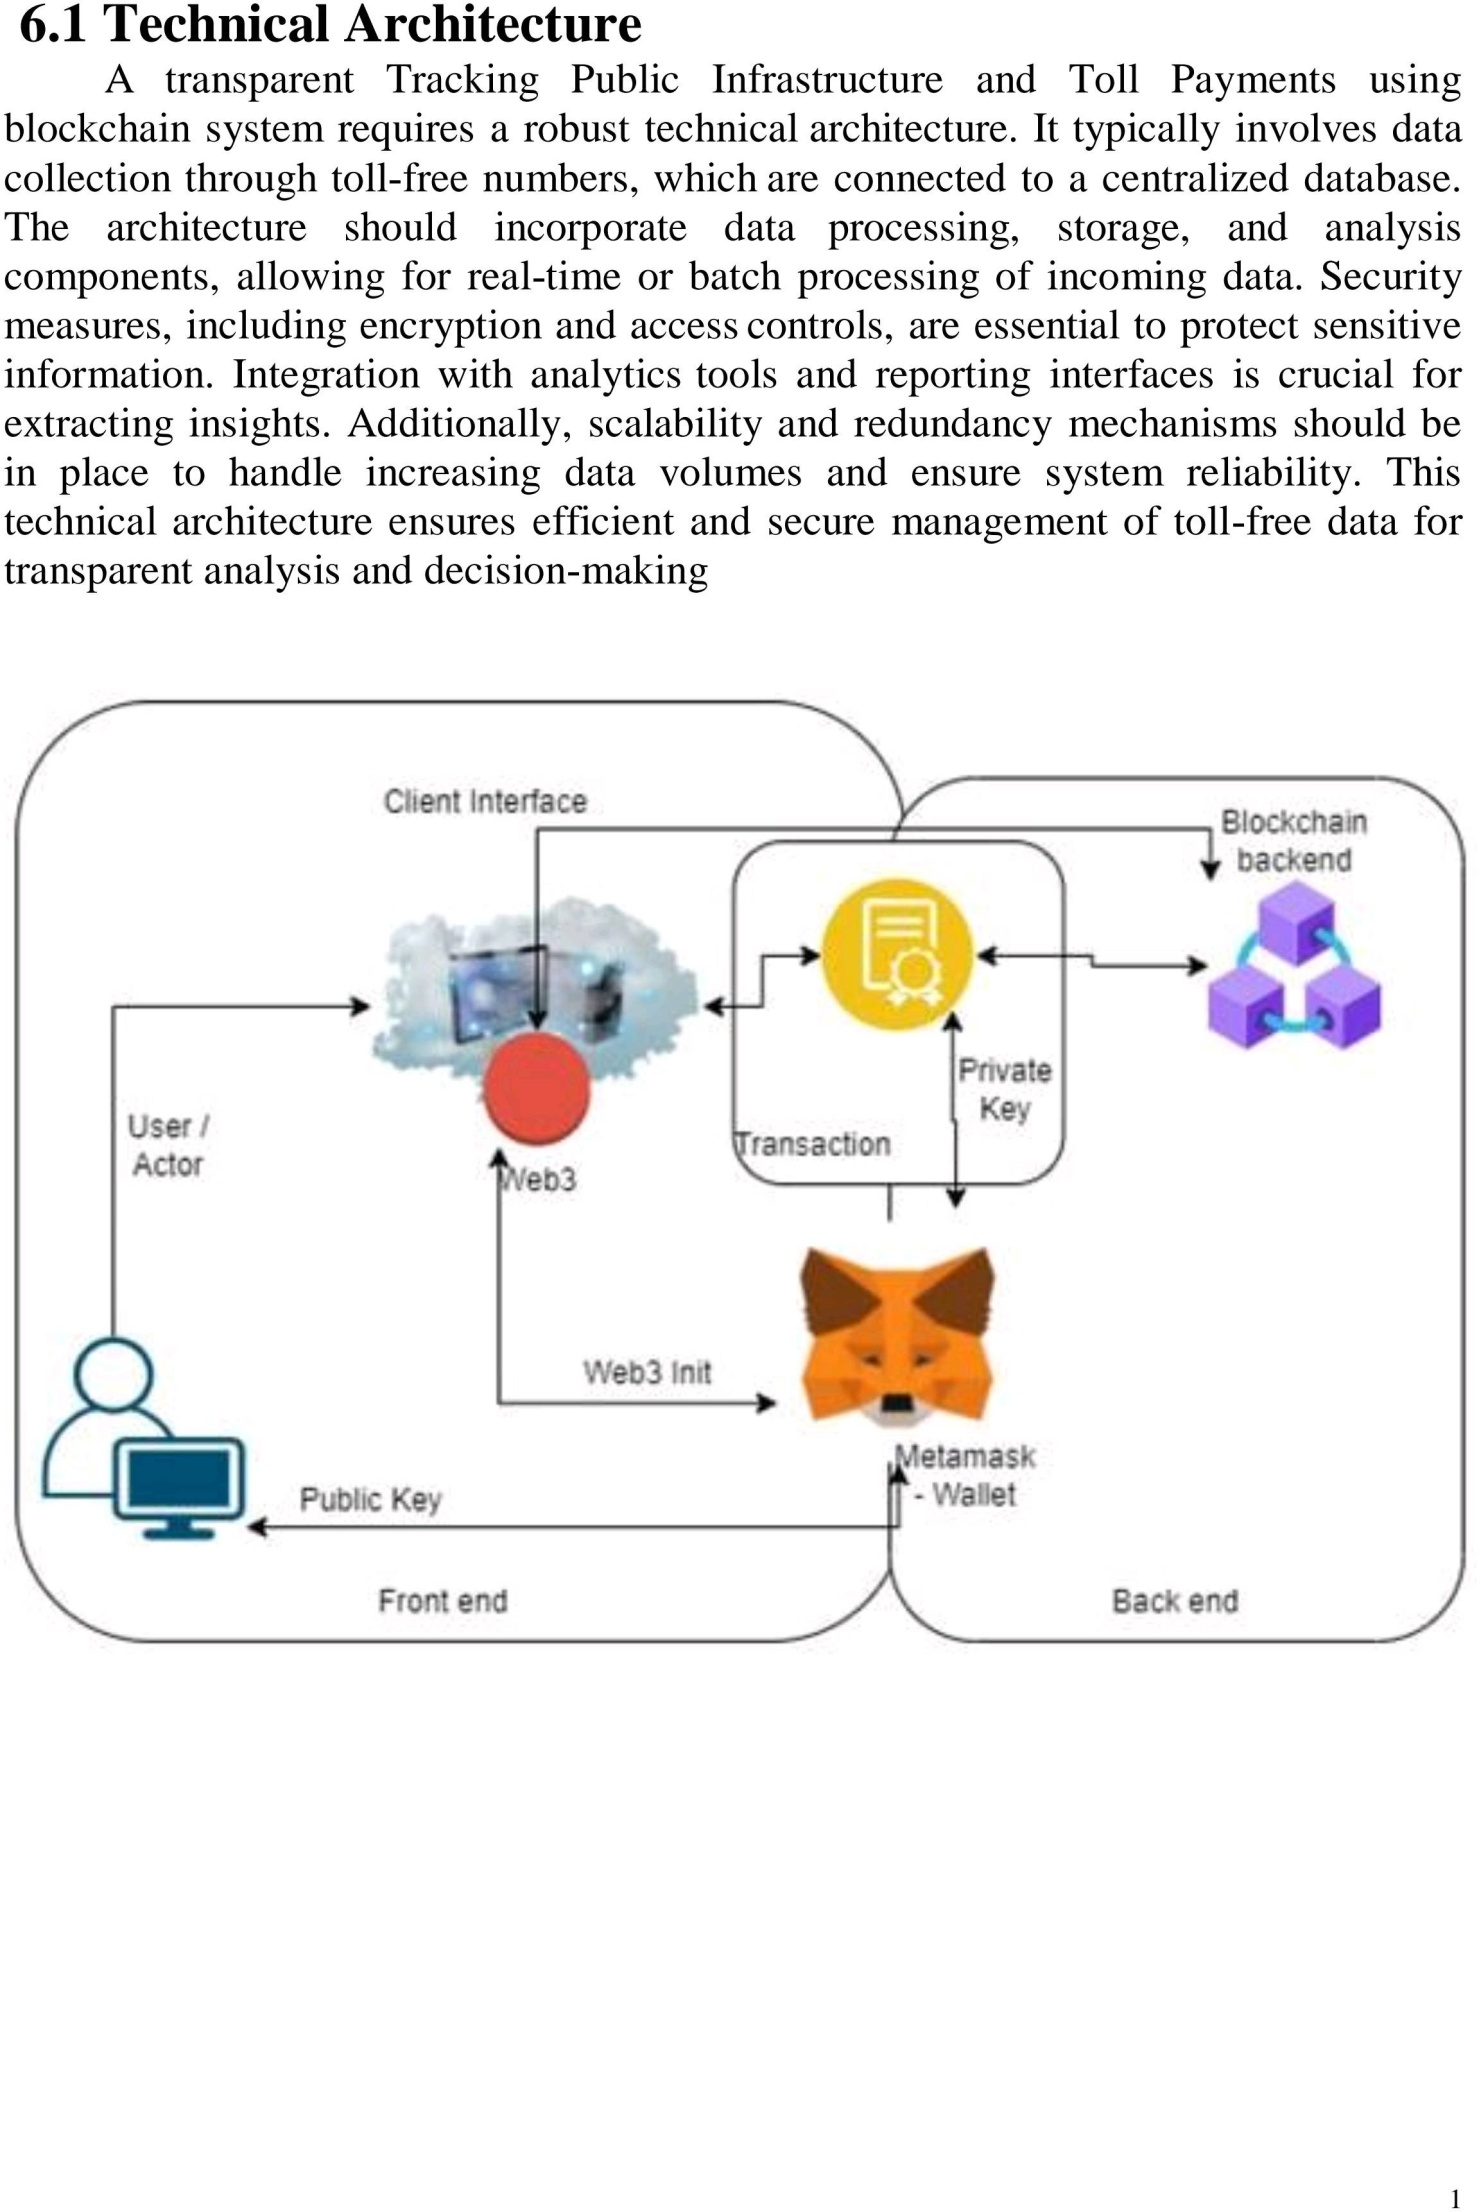 6.1 Technical Architecture
A transparent Tracking Public Infrastructure and Toll Payments using
blockchain system requires a robust technical architecture. It typically involves data
collection through toll-free numbers, which are connected to a centralized database.
The architecture should incorporate data processing, storage, and analysis
components, allowing for real-time or batch processing of incoming data. Security
measures, including encryption and access controls, are essential to protect sensitive
information. Integration with analytics tools and reporting interfaces is crucial for
extracting insights. Additionally, scalability and redundancy mechanisms should be
in place to handle increasing data volumes and ensure system reliability. This
technical architecture ensures efficient and secure management of toll-free data for
transparent analysis and decision-making
Client Interface
Blockchain
backend
User /
Actor
Private
Key
Transaction
Web3
Web3 Init
Metamask
- Wallet
Public Key
Front end
Back end
1